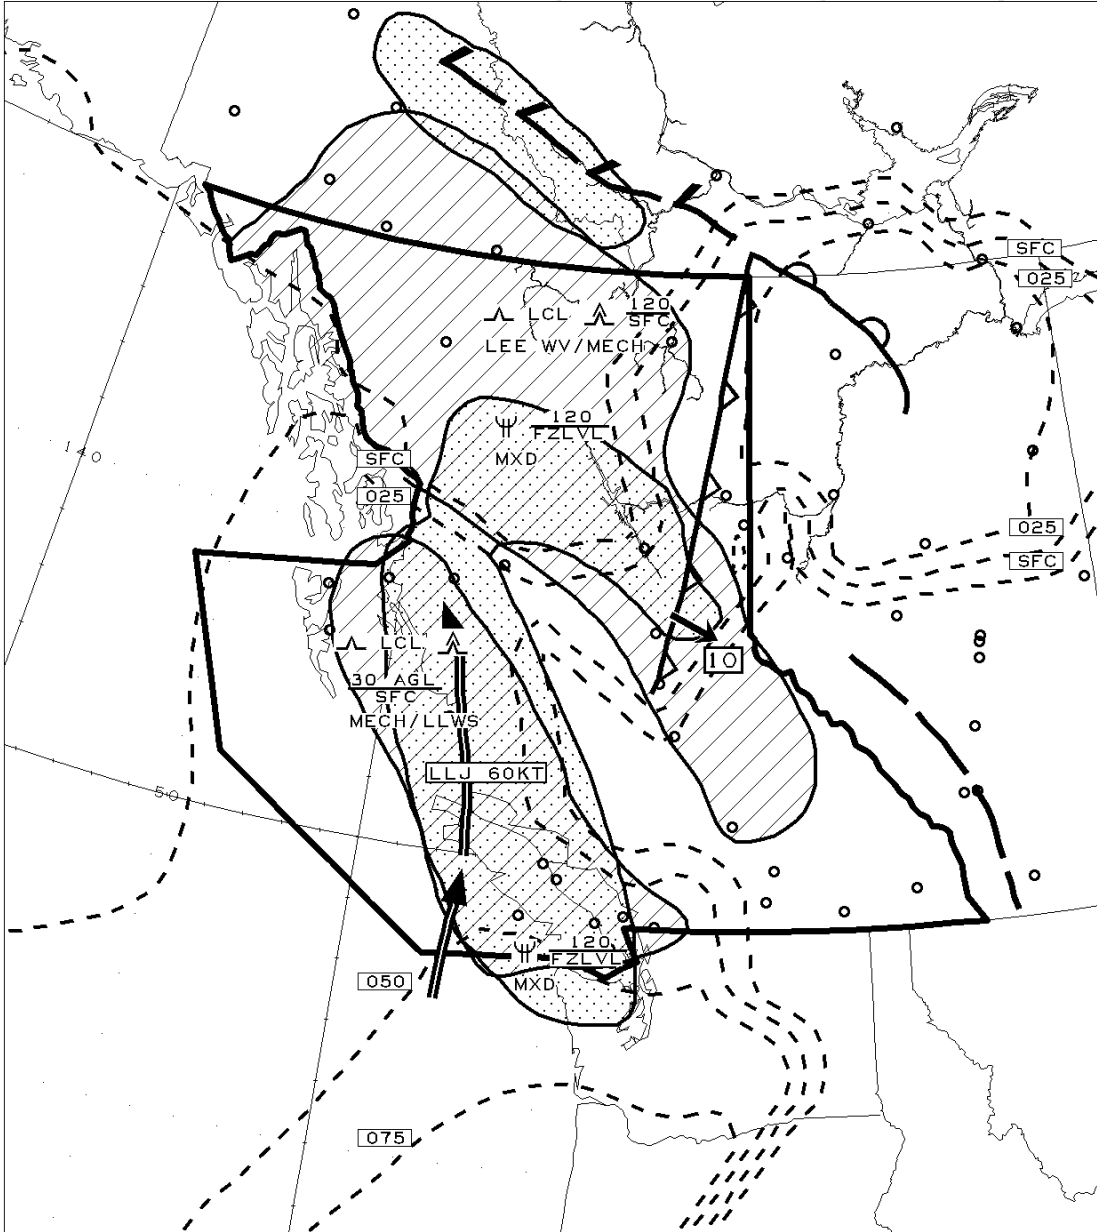 SFC
025
LCL 120
SFC
LEE WV/MECH
120
FZLVL
MXD
140
SFC
025
025
SFC
LCL
10
30 AGL
SFC
MECH/LLWS
LLJ 60KT
50
120
FZLVL
050
MXD
075